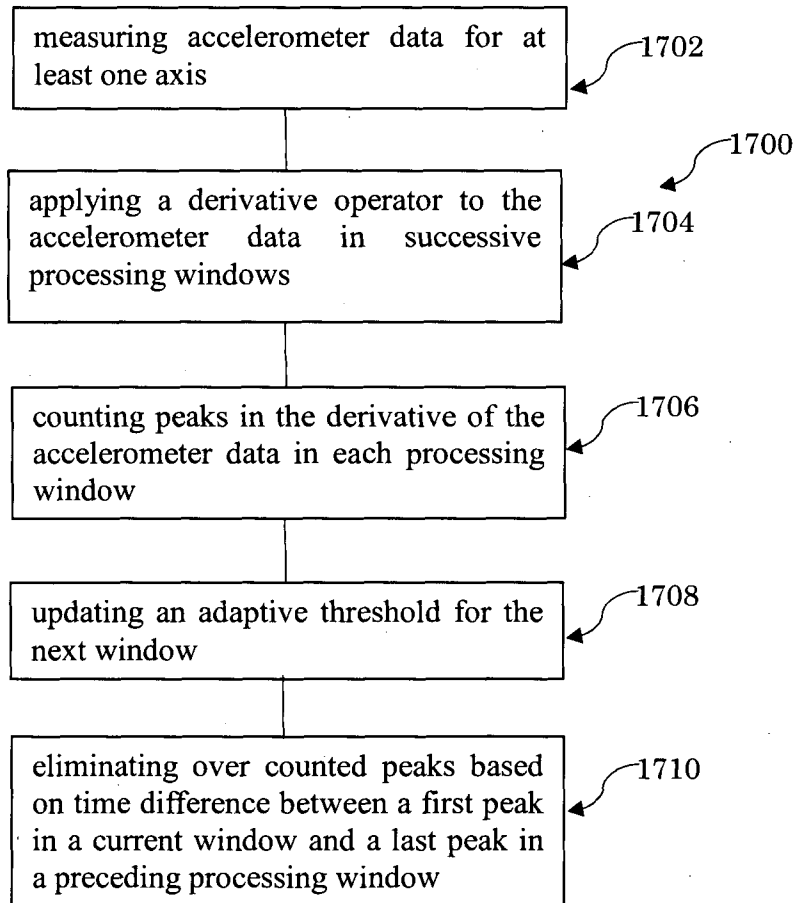 measuring accelerometer data for at
least one axis
1702
1700
applying a derivative operator to the
accelerometer data in successive
processing windows
1704
counting peaks in the derivative of the
accelerometer data in each processing
window
1706
updating an adaptive threshold for the
next window
1708
eliminating over counted peaks based
on time difference between a first peak
in a current window and a last peak in
a preceding processing window
1710